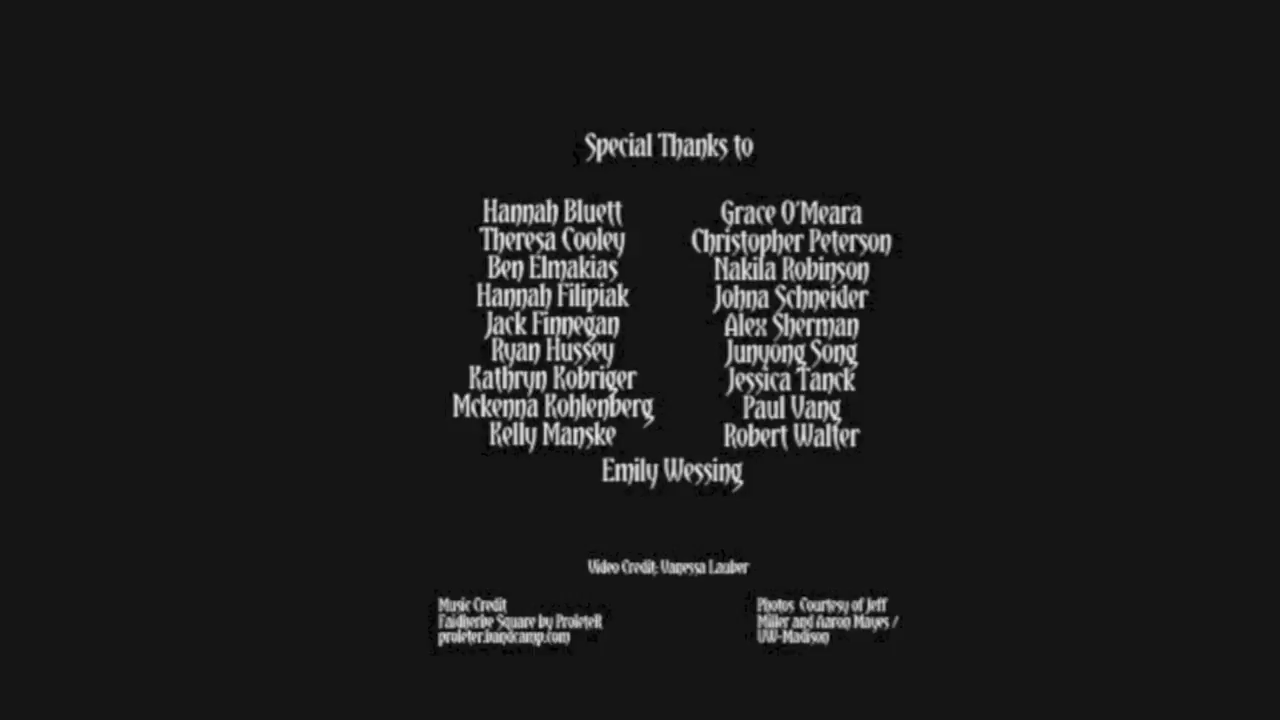 Special Thanks to
Hannah Bluett
Theresa Cooley
Ben Elmakias
Hannah Filipiak
Jack Finnegan
Ryan Hussey
Kathryn Kobriger
Mckenna Kohlenberg
Kelly Manske
Grace O'Meara
Christopher Peterson
Nakila Robinson
Johna Schneider
Alex Sherman
Junyong Song
Jessica Tanck
Paul Vang
Robert Walter
Emily Wessing
Video Credit: Vanessa Lauber
Music Credit
Faidherbe Square by ProleteR
proleter.bandcamp.com
Photos Courtesy of Jeff
Miller and Aaron Mayes /
UW-Madison